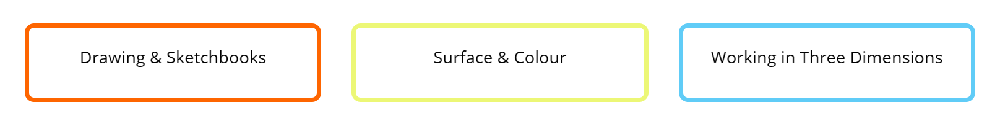 Drawing & Sketchbooks
Surface & Colour
Working in Three Dimensions